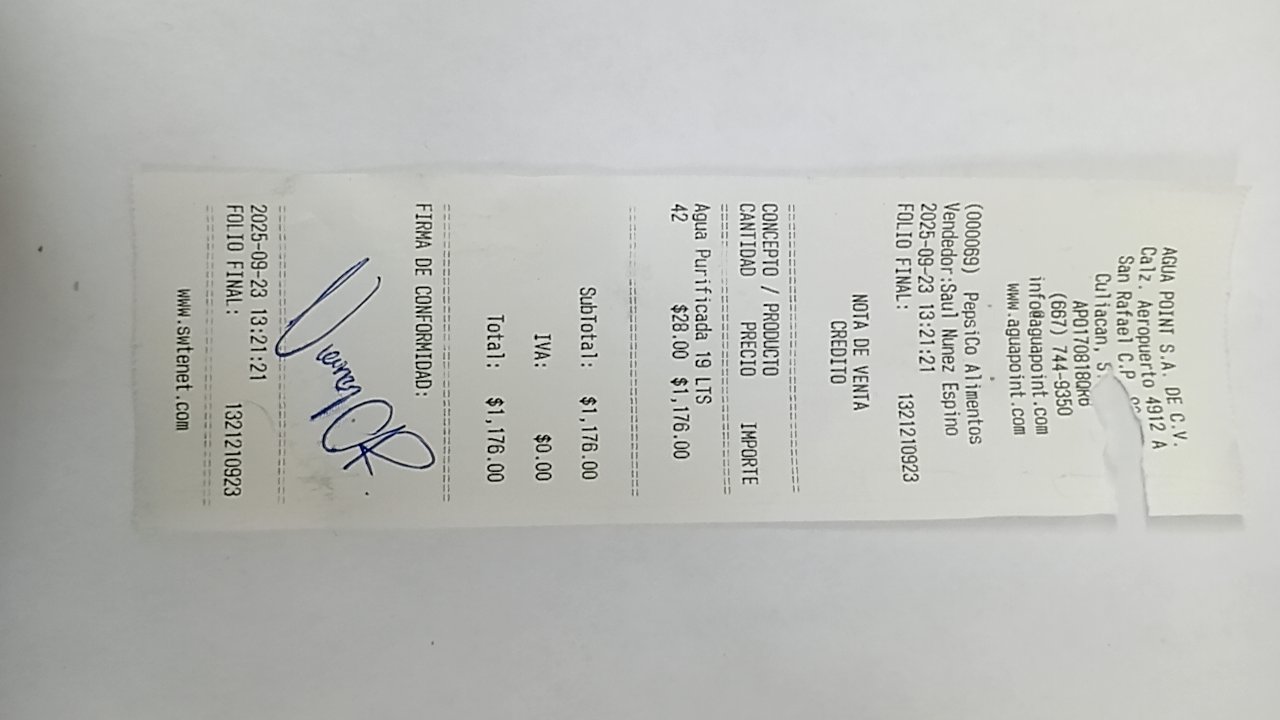 AGUA POINT S.A. DE C.V.
Calz. Aeropuerto 4912 A
San Rafael C.P.
Culiacan,
(667) 744-9350
info@aguapoint.com
www.aguapoint.com
(000069) PepsiCo Alimentos
Vendedor:Saul Nunez Espino
2025-09-23 13:21:21
FOLIO FINAL: 1321210923
NOTA DE VENTA
CREDITO
CONCEPTO / PRODUCTO
CANTIDAD PRECIO IMPORTE
Agua Purificada 19 LTS
42 $28.00 $1,176.00
SubTotal: $1,176.00
IVA: $0.00
Total: $1,176.00
FIRMA DE CONFORMIDAD:
2025-09-23 13:21:21
FOLIO FINAL: 1321210923
www.swtenet.com